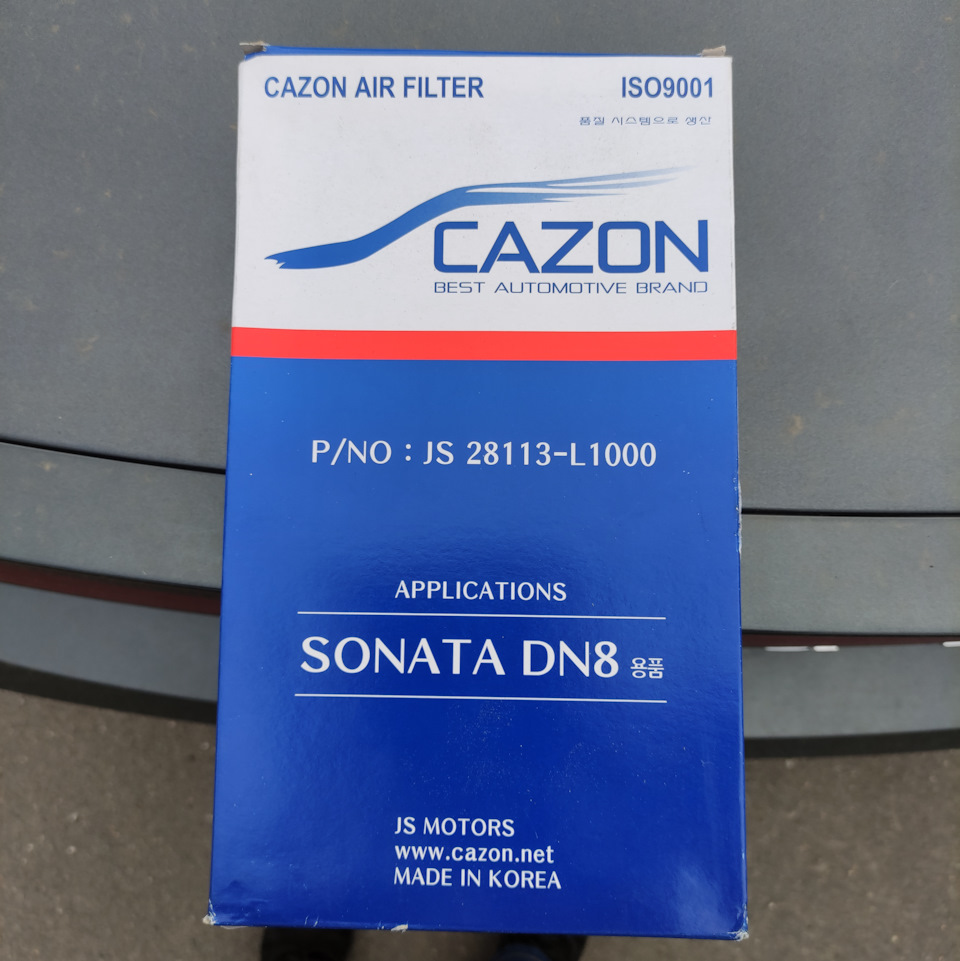 CAZON AIR FILTER ISO9001
품질 시스템으로 생산
CAZON
BEST AUTOMOTIVE BRAND
P/NO : JS 28113-L1000
APPLICATIONS
SONATA DN8 용품
JS MOTORS
www.cazon.net
MADE IN KOREA